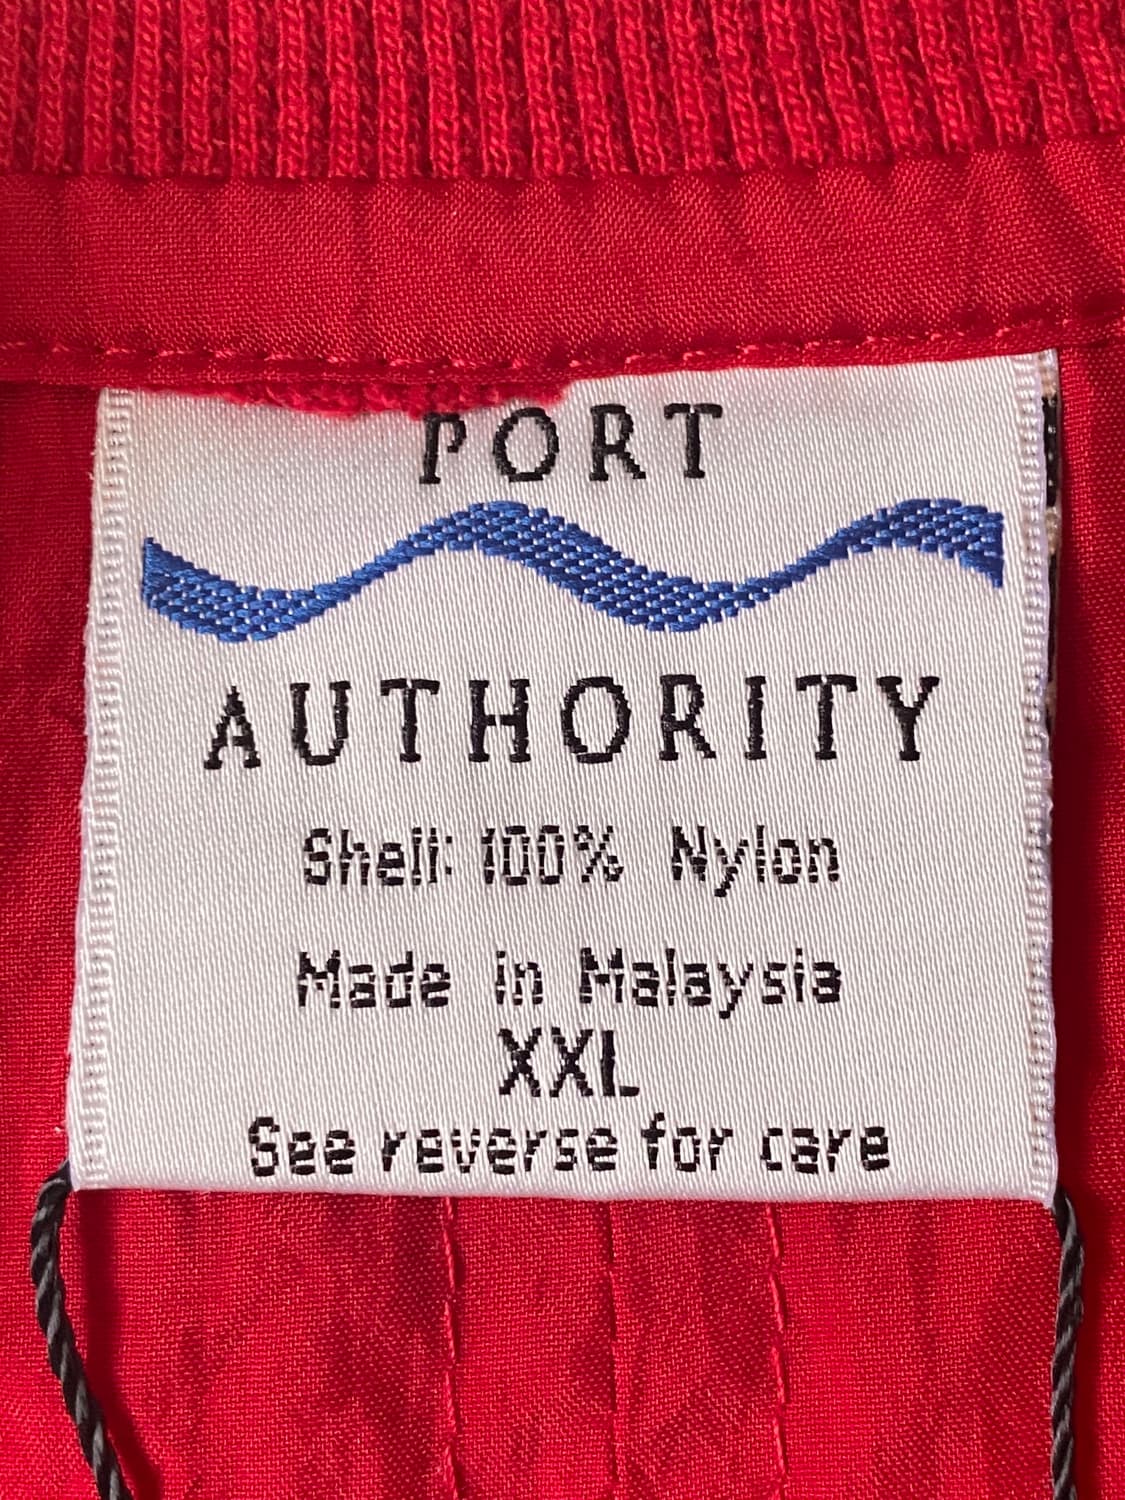 PORT
AUTHORITY
Shell: 100% Nylon
Made in Malaysia
XXL
See reverse for care